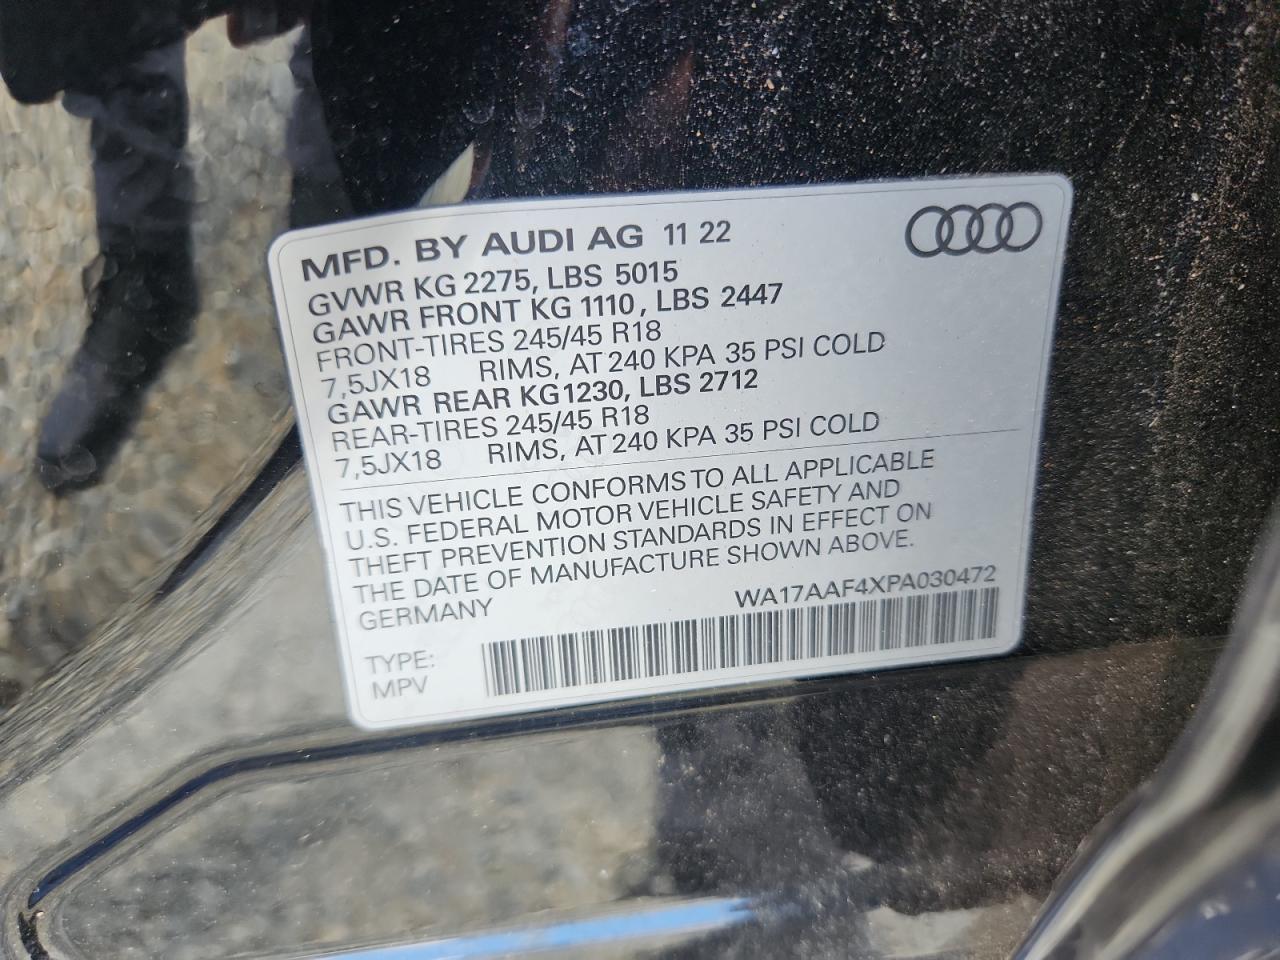 MFD. BY AUDI AG 11 22
GVWR KG 2275, LBS 5015
GAWR FRONT KG 1110, LBS 2447
FRONT-TIRES 245/45 R18
7,5JX18 RIMS, AT 240 KPA 35 PSI COLD
GAWR REAR KG1230, LBS 2712
REAR-TIRES 245/45 R18
7,5JX18 RIMS, AT 240 KPA 35 PSI COLD
THIS VEHICLE CONFORMS TO ALL APPLICABLE
U.S. FEDERAL MOTOR VEHICLE SAFETY AND
THEFT PREVENTION STANDARDS IN EFFECT ON
THE DATE OF MANUFACTURE SHOWN ABOVE.
GERMANY WA17AAF4XPA030472
TYPE:
MPV